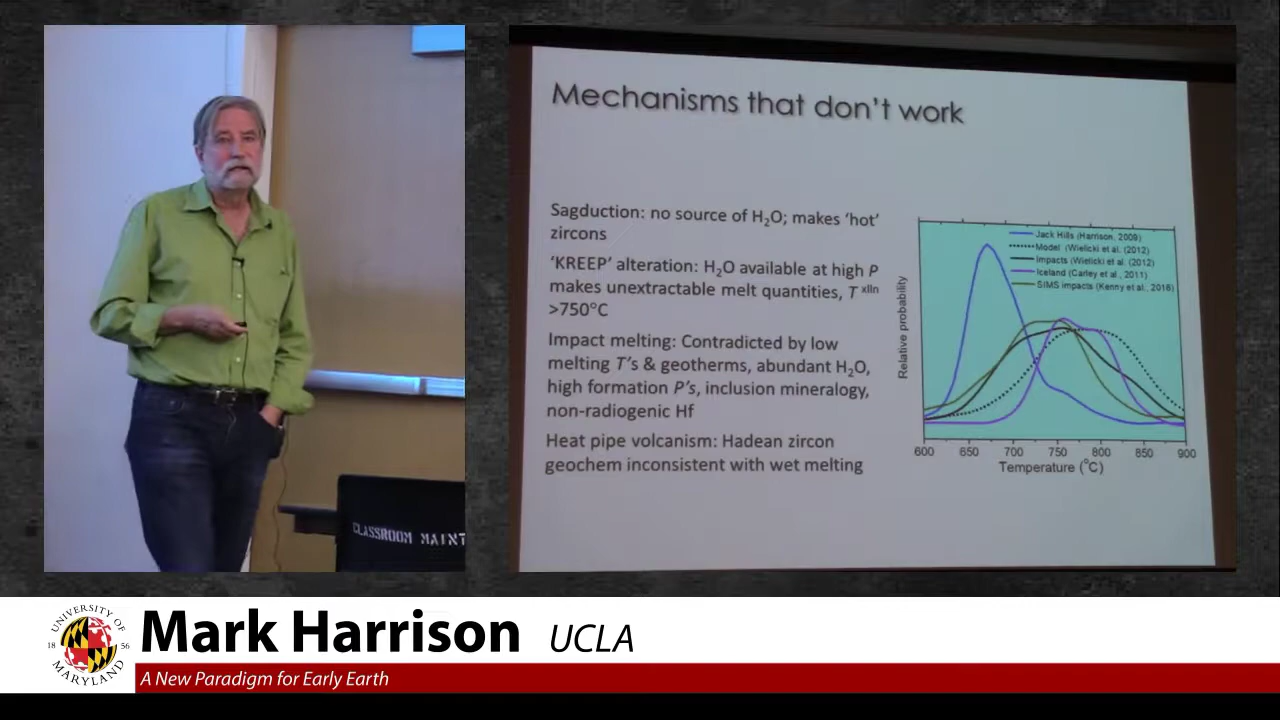 Mechanisms that don't work
Sagduction: no source of H₂O; makes 'hot'
zircons
'KREEP' alteration: H₂O available at high P
makes unextractable melt quantities, T xlln
>750°C
Impact melting: Contradicted by low
melting T's & geotherms, abundant H₂O,
high formation P's, inclusion mineralogy,
non-radiogenic Hf
Heat pipe volcanism: Hadean zircon
geochem inconsistent with wet melting
Jack Hills (Harrison, 2009)
Model (Wielicki et al. (2012)
Impacts (Wielicki et al. (2012)
Iceland (Carley et al., 2011)
SIMS impacts (Kenny et al., 2016)
Relative probability
600 650 700 750 800 850 900
Temperature (°C)
CLASSROOM MAINT
UNIVERSITY OF
18 56
MARYLAND
Mark Harrison UCLA
A New Paradigm for Early Earth